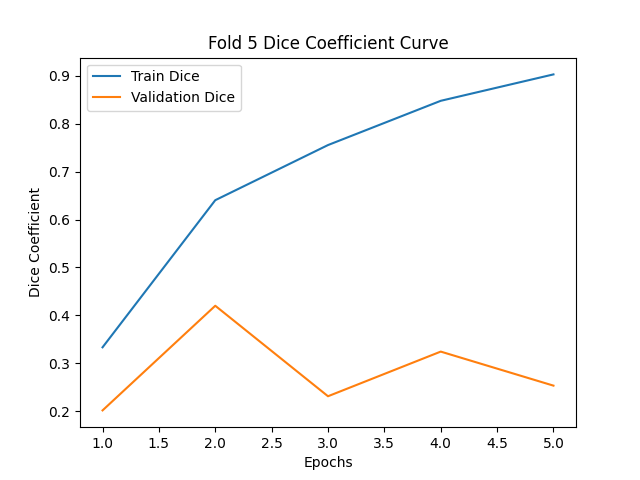 Fold 5 Dice Coefficient Curve
Train Dice
Validation Dice
Dice Coefficient
0.9
0.8
0.7
0.6
0.5
0.4
0.3
0.2
1.0 1.5 2.0 2.5 3.0 3.5 4.0 4.5 5.0
Epochs